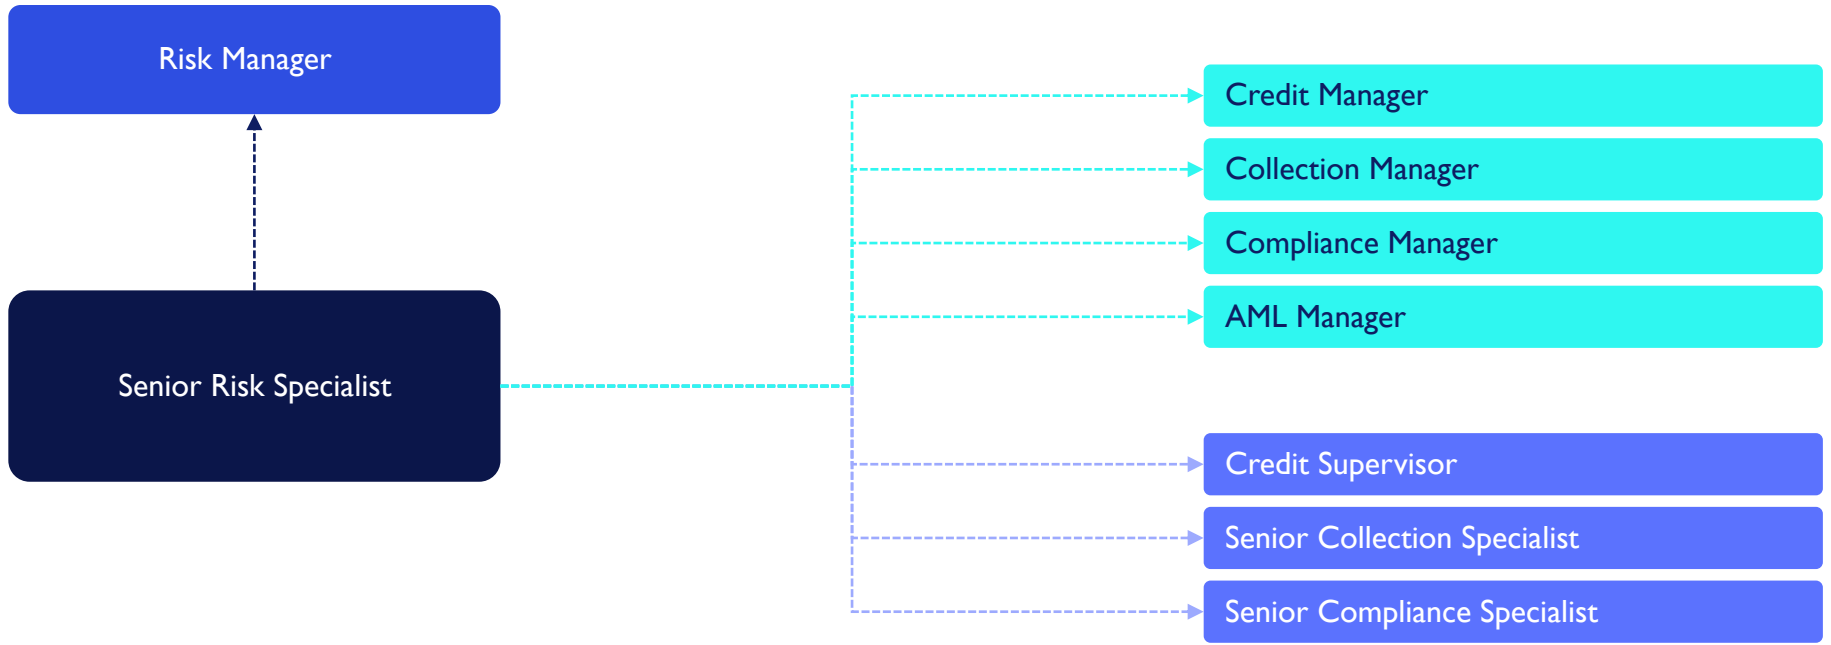 Risk Manager
Senior Risk Specialist
Credit Manager
Collection Manager
Compliance Manager
AML Manager
Credit Supervisor
Senior Collection Specialist
Senior Compliance Specialist